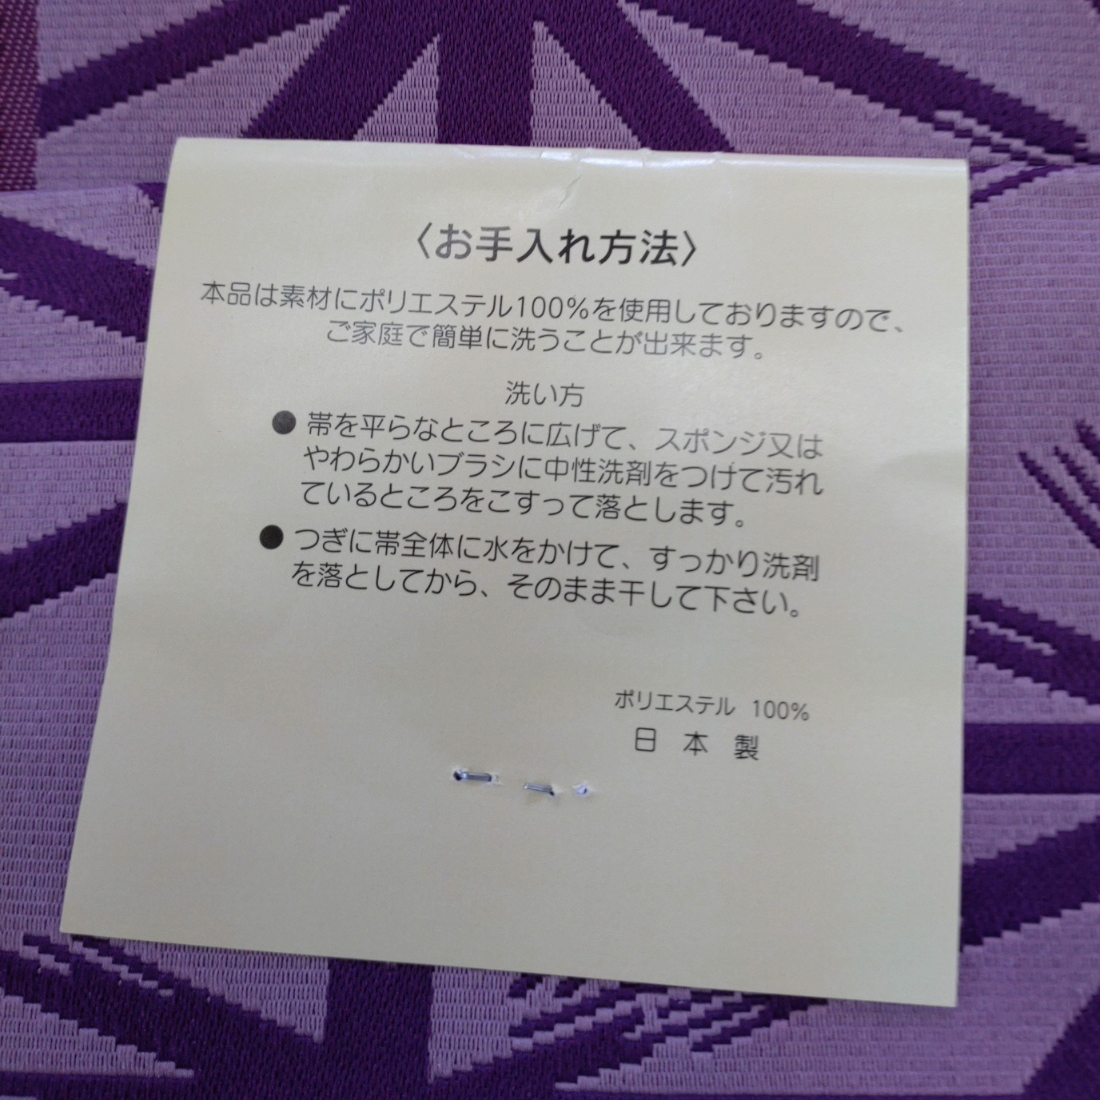 〈お手入れ方法〉
本品は素材にポリエステル100%を使用しておりますので、
ご家庭で簡単に洗うことが出来ます。
洗い方
● 帯を平らなところに広げて、スポンジ又は
やわらかいブラシに中性洗剤をつけて汚れ
ているところをこすって落とします。
● つぎに帯全体に水をかけて、すっかり洗剤
を落としてから、そのまま干して下さい。
ポリエステル 100%
日本製